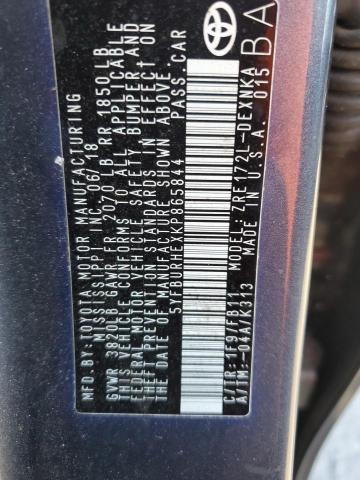 MFD.BY:TOYOTA MOTOR MANUFACTURING
MISSISSIPPI, INC. 06/18
GVWR 3820LB GAWR FR 2070 LB RR 1850 LB
THIS VEHICLE CONFORMS TO ALL APPLICABLE
FEDERAL MOTOR VEHICLE SAFETY, BUMPER AND
THEFT PREVENTION STANDARDS IN EFFECT ON
THE DATE OF MANUFACTURE SHOWN ABOVE.
5YFBURHEXKP865844 PASS.CAR
TOYOTA
C/TR:1F9/FB11 MODEL:ZRE172L-DEXNKA
A/TM:-04A/K313 MADE IN U.S.A. 015
BA